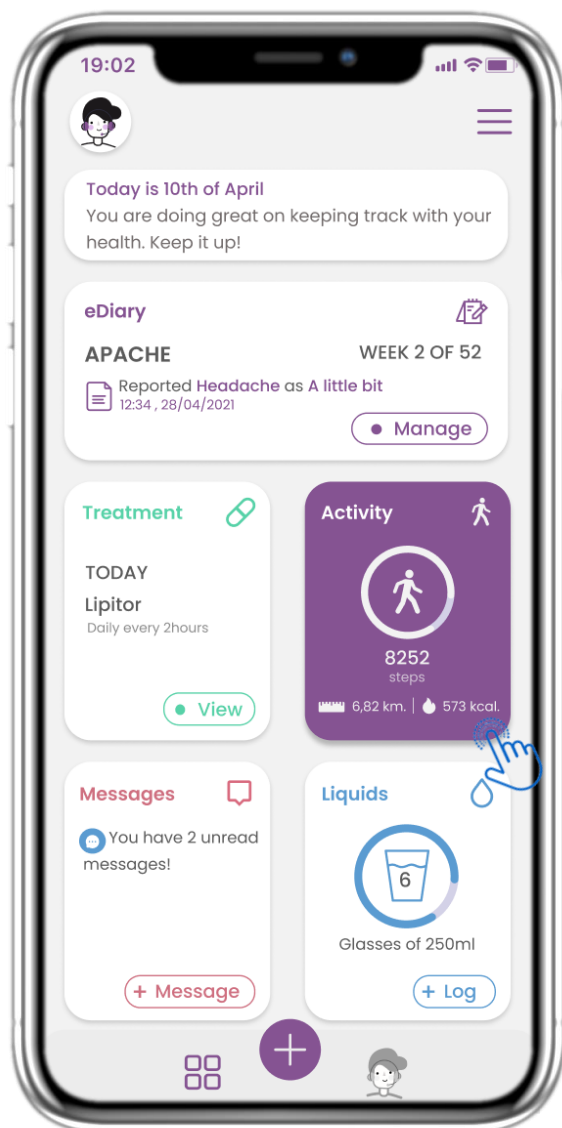 19:02
Today is 10th of April
You are doing great on keeping track with your
health. Keep it up!
eDiary
APACHE
WEEK 2 OF 52
Reported Headache as A little bit
12:34 , 28/04/2021
Manage
Treatment
TODAY
Lipitor
Daily every 2hours
View
Activity
8252
steps
6,82 km.
573 kcal.
Messages
You have 2 unread
messages!
+ Message
Liquids
6
Glasses of 250ml
+ Log